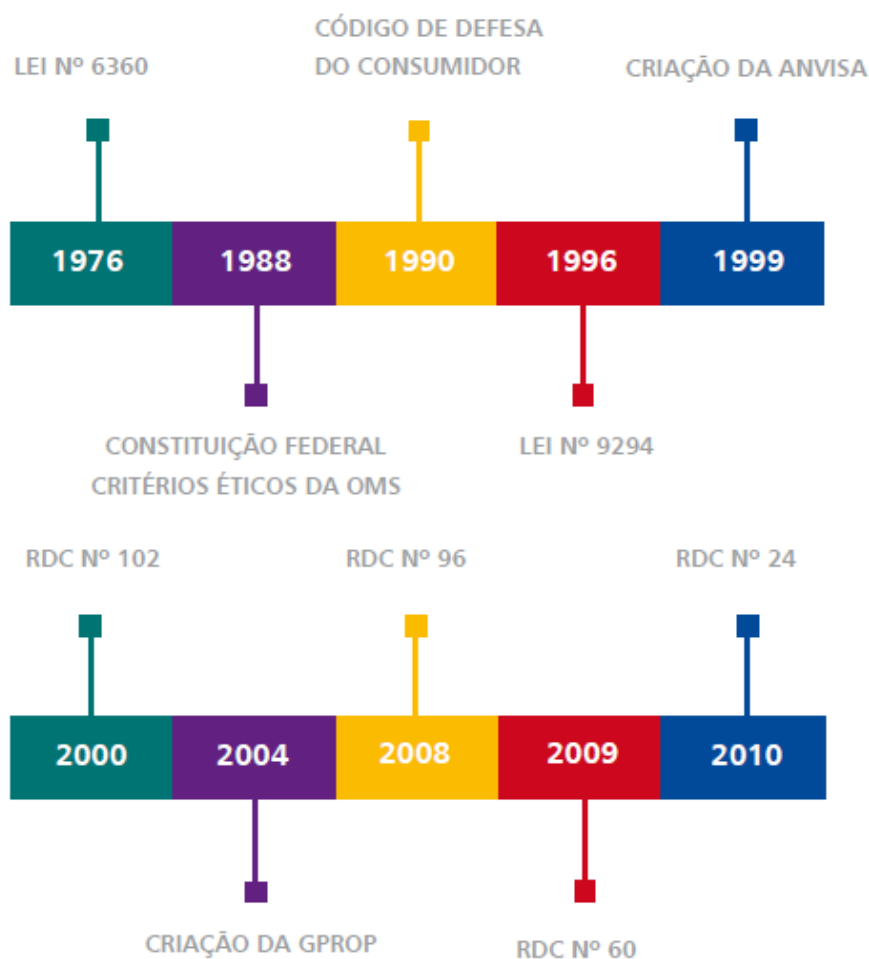 CÓDIGO DE DEFESA
DO CONSUMIDOR
LEI Nº 6360
CRIAÇÃO DA ANVISA
1976
1988
1990
1996
1999
CONSTITUIÇÃO FEDERAL
CRITÉRIOS ÉTICOS DA OMS
LEI Nº 9294
RDC Nº 102
RDC Nº 96
RDC Nº 24
2000
2004
2008
2009
2010
CRIAÇÃO DA GPROP
RDC Nº 60